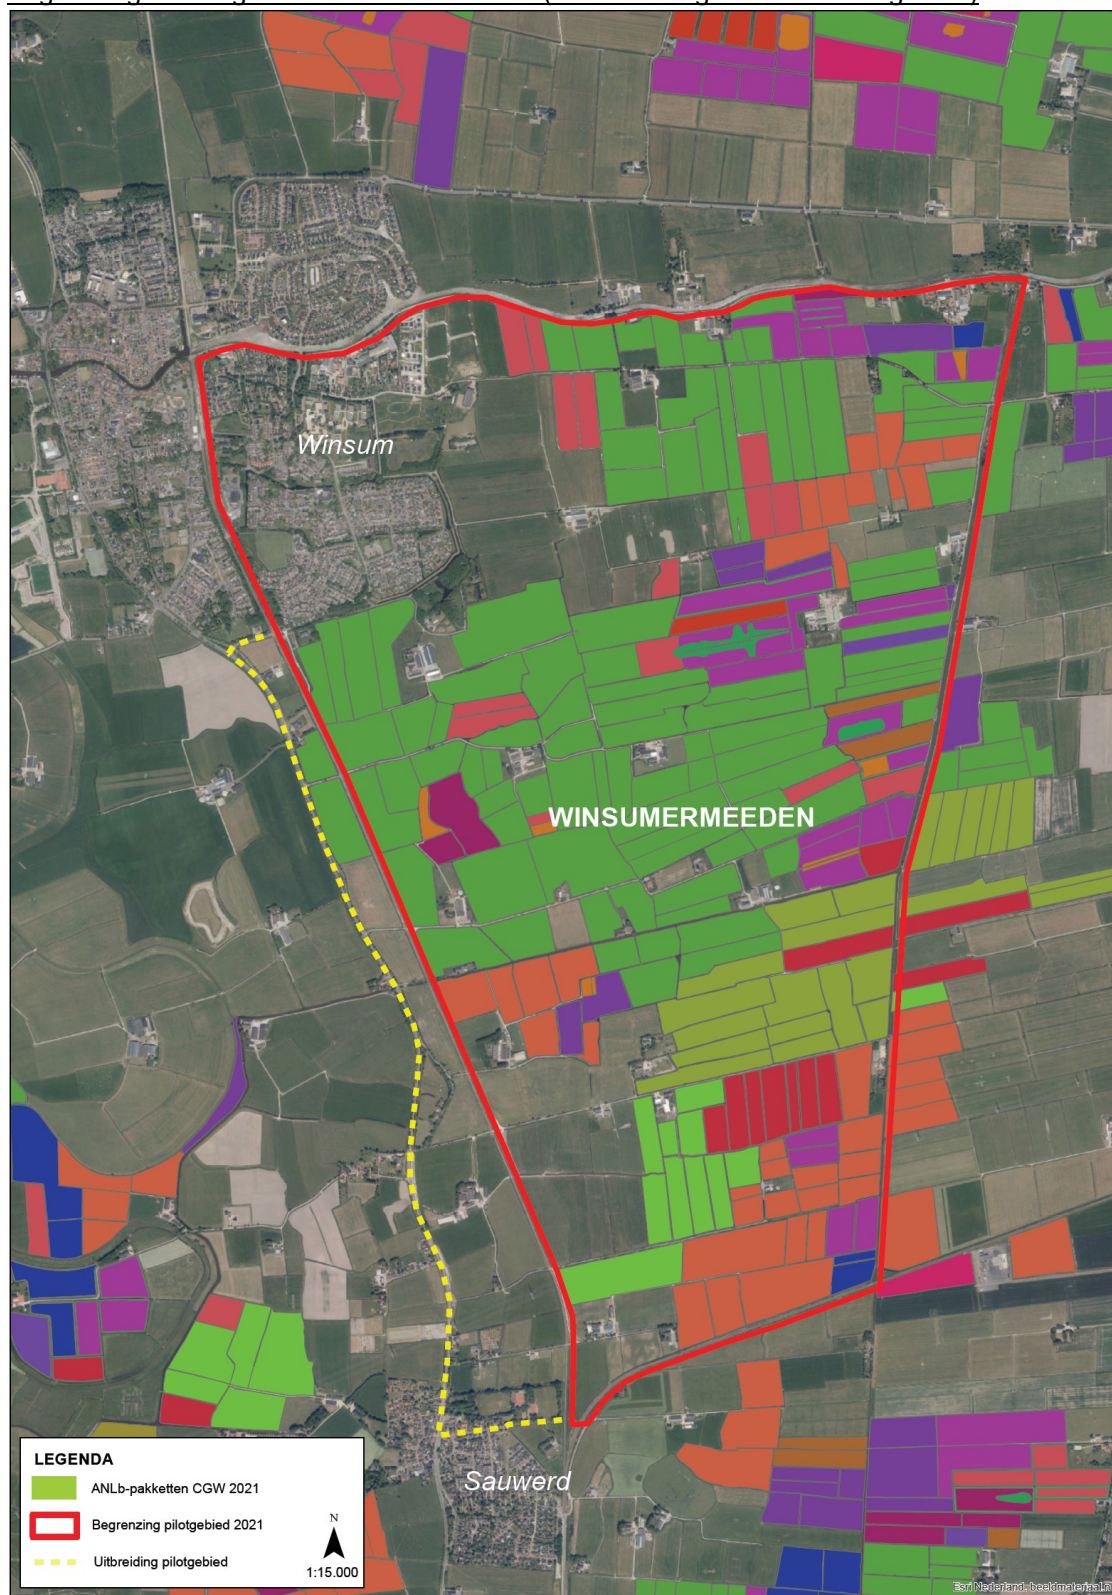 Winsum
WINSUMERMEEDEN
Sauwerd
LEGENDA
ANLb-pakketten CGW 2021
Begrenzing pilotgebied 2021
Uitbreiding pilotgebied
N
1:15.000
Esri Nederland, beeldmateriaal.n